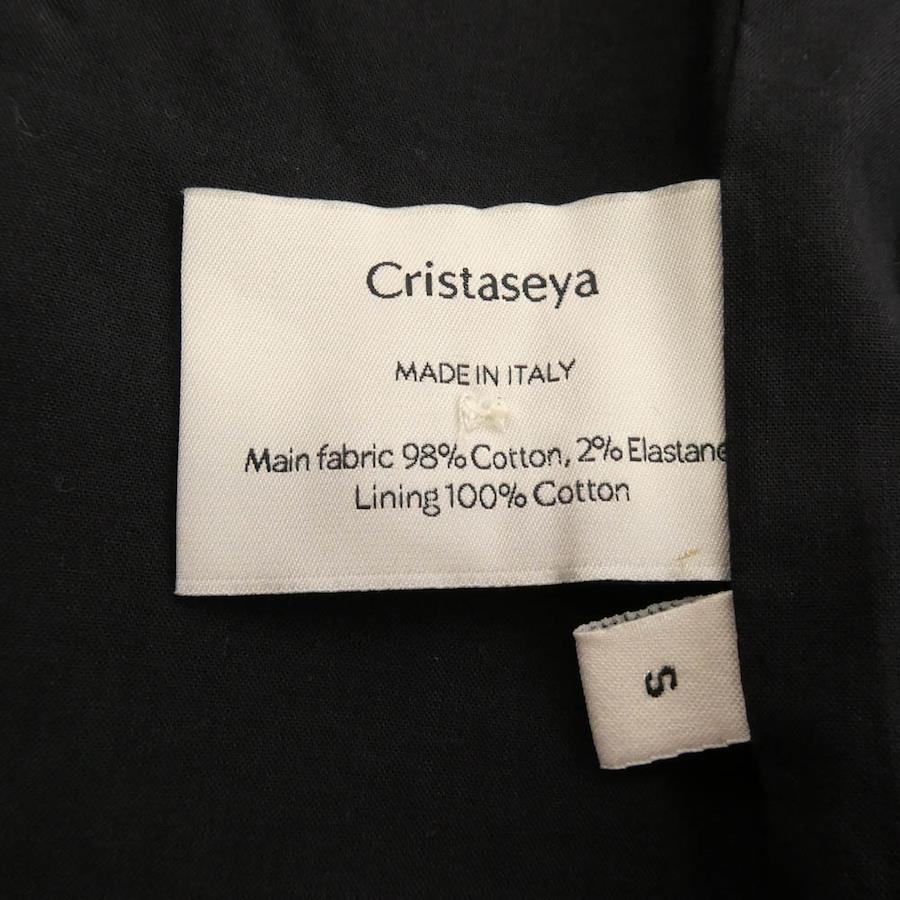 Cristaseya
MADE IN ITALY
Main fabric 98% Cotton, 2% Elastane
Lining 100% Cotton
S